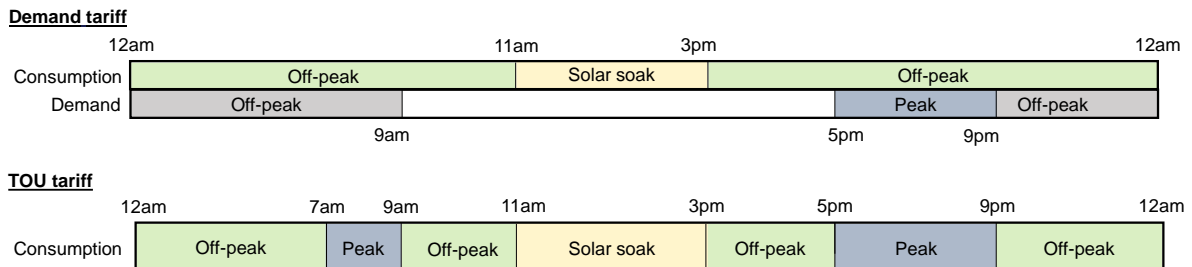 Demand tariff
12am 11am 3pm 12am
Consumption Off-peak Solar soak Off-peak
Demand Off-peak Peak Off-peak
9am 5pm 9pm
TOU tariff
12am 7am 9am 11am 3pm 5pm 9pm 12am
Consumption Off-peak Peak Off-peak Solar soak Off-peak Peak Off-peak